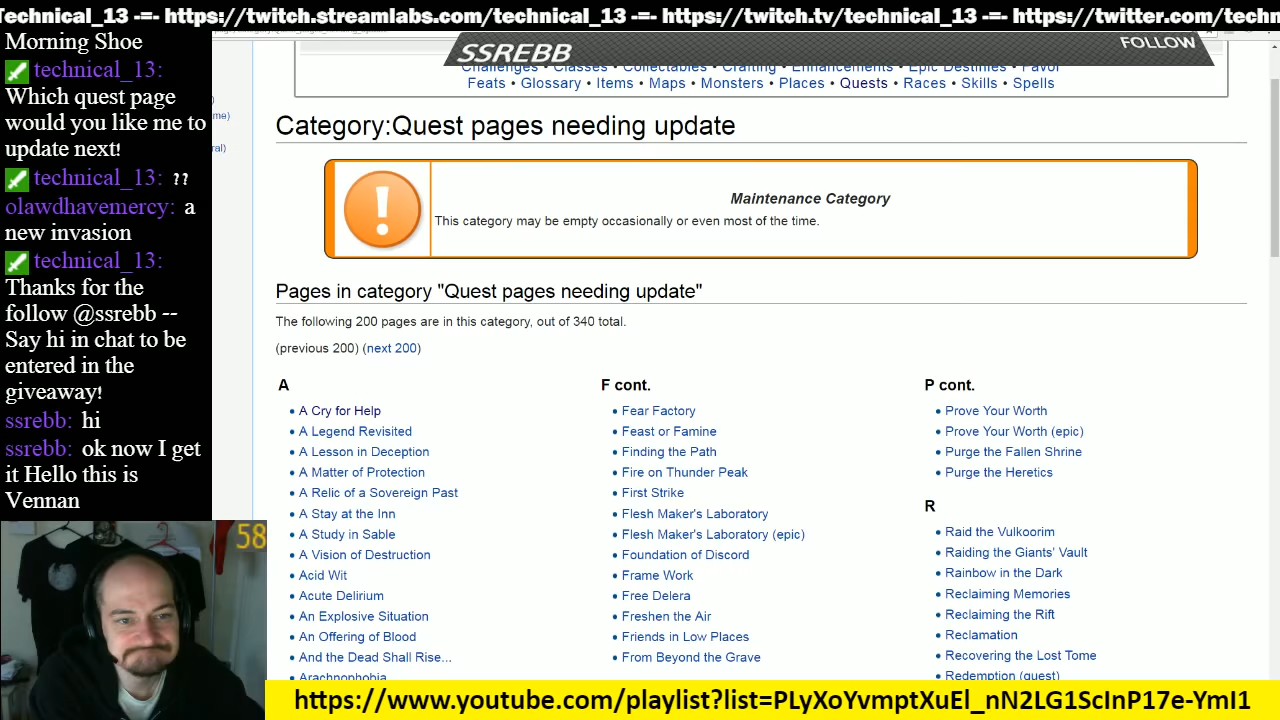 Technical_13 -=- https://twitch.streamlabs.com/technical_13 -=- https://twitch.tv/technical_13 -=- https://twitter.com/techn
Morning Shoe
technical_13:
Which quest page
would you like me to
update next!
technical_13: ??
olawdhavemercy: a
new invasion
technical_13:
Thanks for the
follow @ssrebb --
Say hi in chat to be
entered in the
giveaway!
ssrebb: hi
ssrebb: ok now I get
it Hello this is
Vennan
58
me)
ral)
SSREBB
FOLLOW
Challenges • Classes • Collectables • Crafting • Enhancements • Epic Destinies • Favor
Feats • Glossary • Items • Maps • Monsters • Places • Quests • Races • Skills • Spells
Category:Quest pages needing update
Maintenance Category
This category may be empty occasionally or even most of the time.
Pages in category "Quest pages needing update"
The following 200 pages are in this category, out of 340 total.
(previous 200) (next 200)
A
• A Cry for Help
• A Legend Revisited
• A Lesson in Deception
• A Matter of Protection
• A Relic of a Sovereign Past
• A Stay at the Inn
• A Study in Sable
• A Vision of Destruction
• Acid Wit
• Acute Delirium
• An Explosive Situation
• An Offering of Blood
• And the Dead Shall Rise...
• Arachnophobia
F cont.
• Fear Factory
• Feast or Famine
• Finding the Path
• Fire on Thunder Peak
• First Strike
• Flesh Maker's Laboratory
• Flesh Maker's Laboratory (epic)
• Foundation of Discord
• Frame Work
• Free Delera
• Freshen the Air
• Friends in Low Places
• From Beyond the Grave
P cont.
• Prove Your Worth
• Prove Your Worth (epic)
• Purge the Fallen Shrine
• Purge the Heretics
R
• Raid the Vulkoorim
• Raiding the Giants' Vault
• Rainbow in the Dark
• Reclaiming Memories
• Reclaiming the Rift
• Reclamation
• Recovering the Lost Tome
• Redemption (quest)
https://www.youtube.com/playlist?list=PLyXoYvmptXuEl_nN2LG1ScInP17e-YmI1